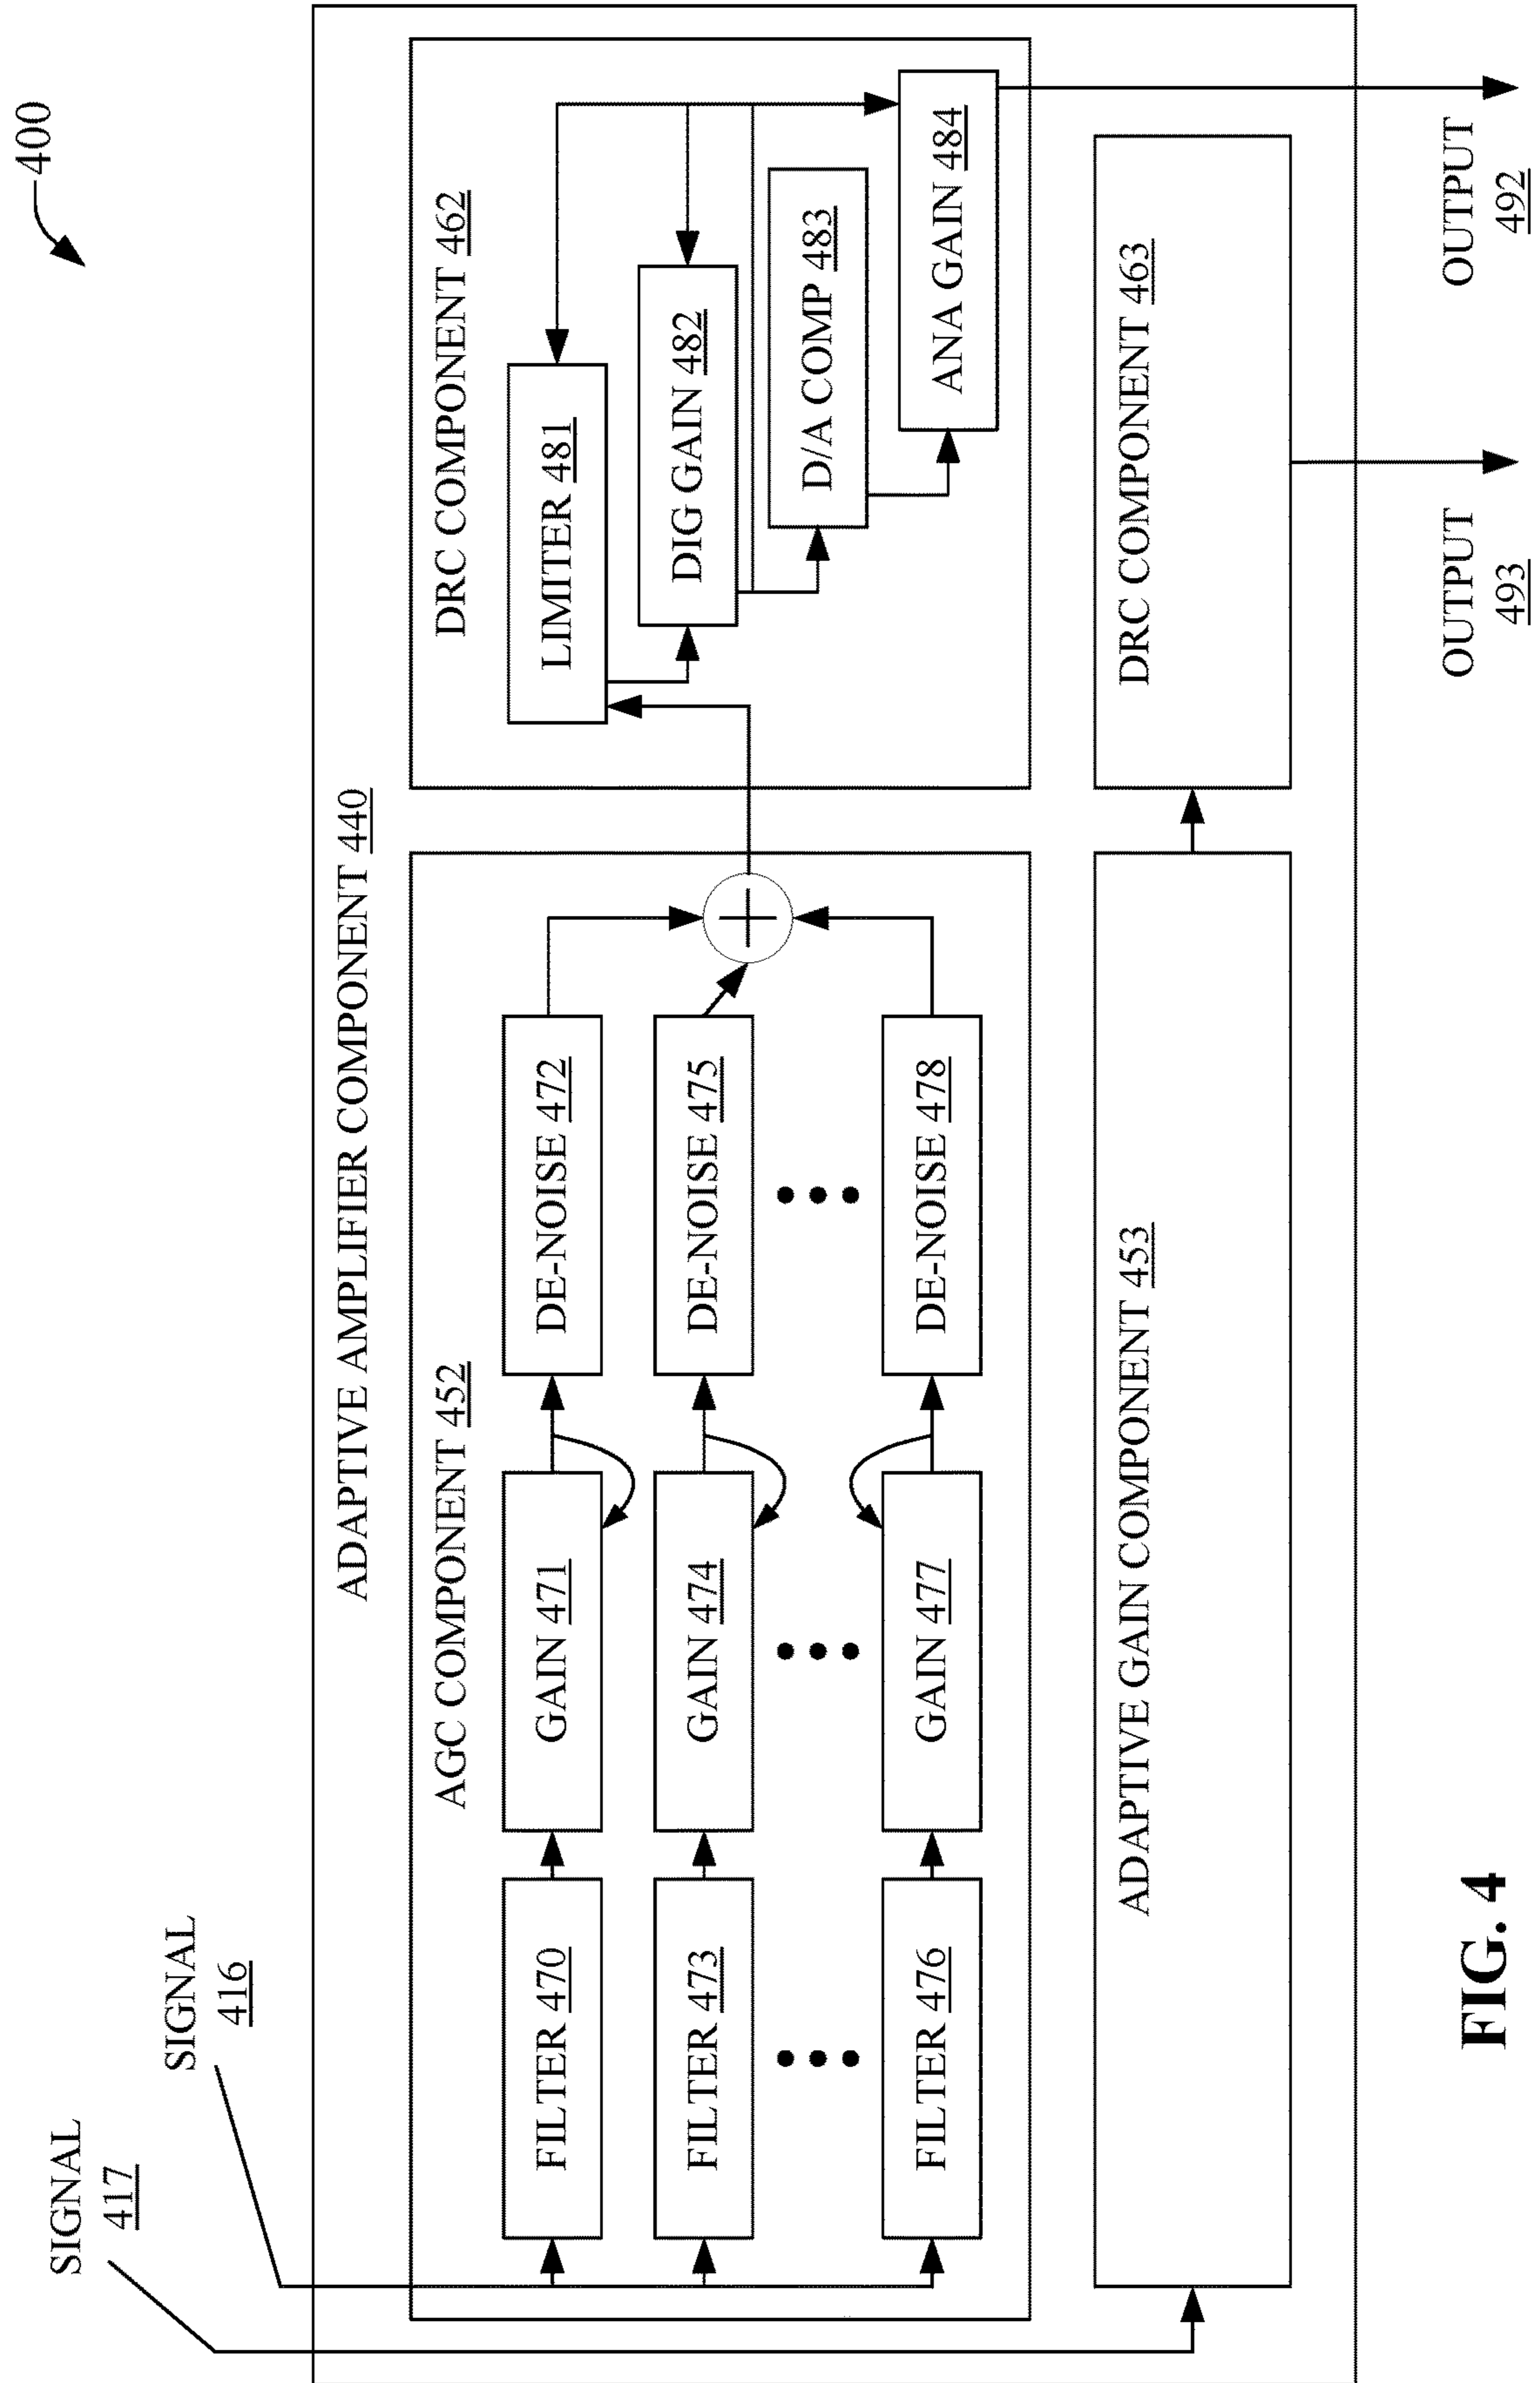 400
SIGNAL
417
SIGNAL
416
ADAPTIVE AMPLIFIER COMPONENT 440
AGC COMPONENT 452
FILTER 470
GAIN 471
DE-NOISE 472
FILTER 473
GAIN 474
DE-NOISE 475
FILTER 476
GAIN 477
DE-NOISE 478
+
DRC COMPONENT 462
LIMITER 481
DIG GAIN 482
D/A COMP 483
ANA GAIN 484
ADAPTIVE GAIN COMPONENT 453
DRC COMPONENT 463
OUTPUT
493
OUTPUT
492
FIG. 4